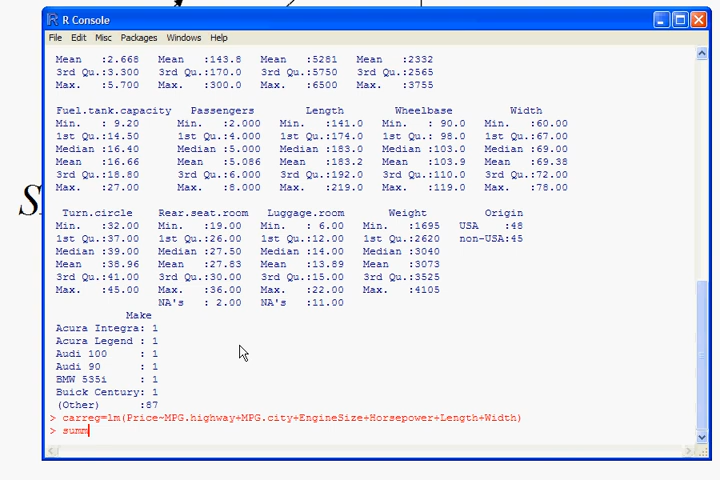 R Console
File Edit Misc Packages Windows Help
Mean :2.668 Mean :143.8 Mean :5281 Mean :2332
3rd Qu.:3.300 3rd Qu.:170.0 3rd Qu.:5750 3rd Qu.:2565
Max. :5.700 Max. :300.0 Max. :6500 Max. :3755
Fuel.tank.capacity Passengers Length Wheelbase Width
Min. : 9.20 Min. :2.000 Min. :141.0 Min. : 90.0 Min. :60.00
1st Qu.:14.50 1st Qu.:4.000 1st Qu.:174.0 1st Qu.: 98.0 1st Qu.:67.00
Median :16.40 Median :5.000 Median :183.0 Median :103.0 Median :69.00
Mean :16.66 Mean :5.086 Mean :183.2 Mean :103.9 Mean :69.38
3rd Qu.:18.80 3rd Qu.:6.000 3rd Qu.:192.0 3rd Qu.:110.0 3rd Qu.:72.00
Max. :27.00 Max. :8.000 Max. :219.0 Max. :119.0 Max. :78.00
Turn.circle Rear.seat.room Luggage.room Weight Origin
Min. :32.00 Min. :19.00 Min. : 6.00 Min. :1695 USA :48
1st Qu.:37.00 1st Qu.:26.00 1st Qu.:12.00 1st Qu.:2620 non-USA:45
Median :39.00 Median :27.50 Median :14.00 Median :3040
Mean :38.96 Mean :27.83 Mean :13.89 Mean :3073
3rd Qu.:41.00 3rd Qu.:30.00 3rd Qu.:15.00 3rd Qu.:3525
Max. :45.00 Max. :36.00 Max. :22.00 Max. :4105
NA's : 2.00 NA's :11.00
Make
Acura Integra: 1
Acura Legend : 1
Audi 100 : 1
Audi 90 : 1
BMW 535i : 1
Buick Century: 1
(Other) :87
> carreg=lm(Price~MPG.highway+MPG.city+EngineSize+Horsepower+Length+Width)
> summ